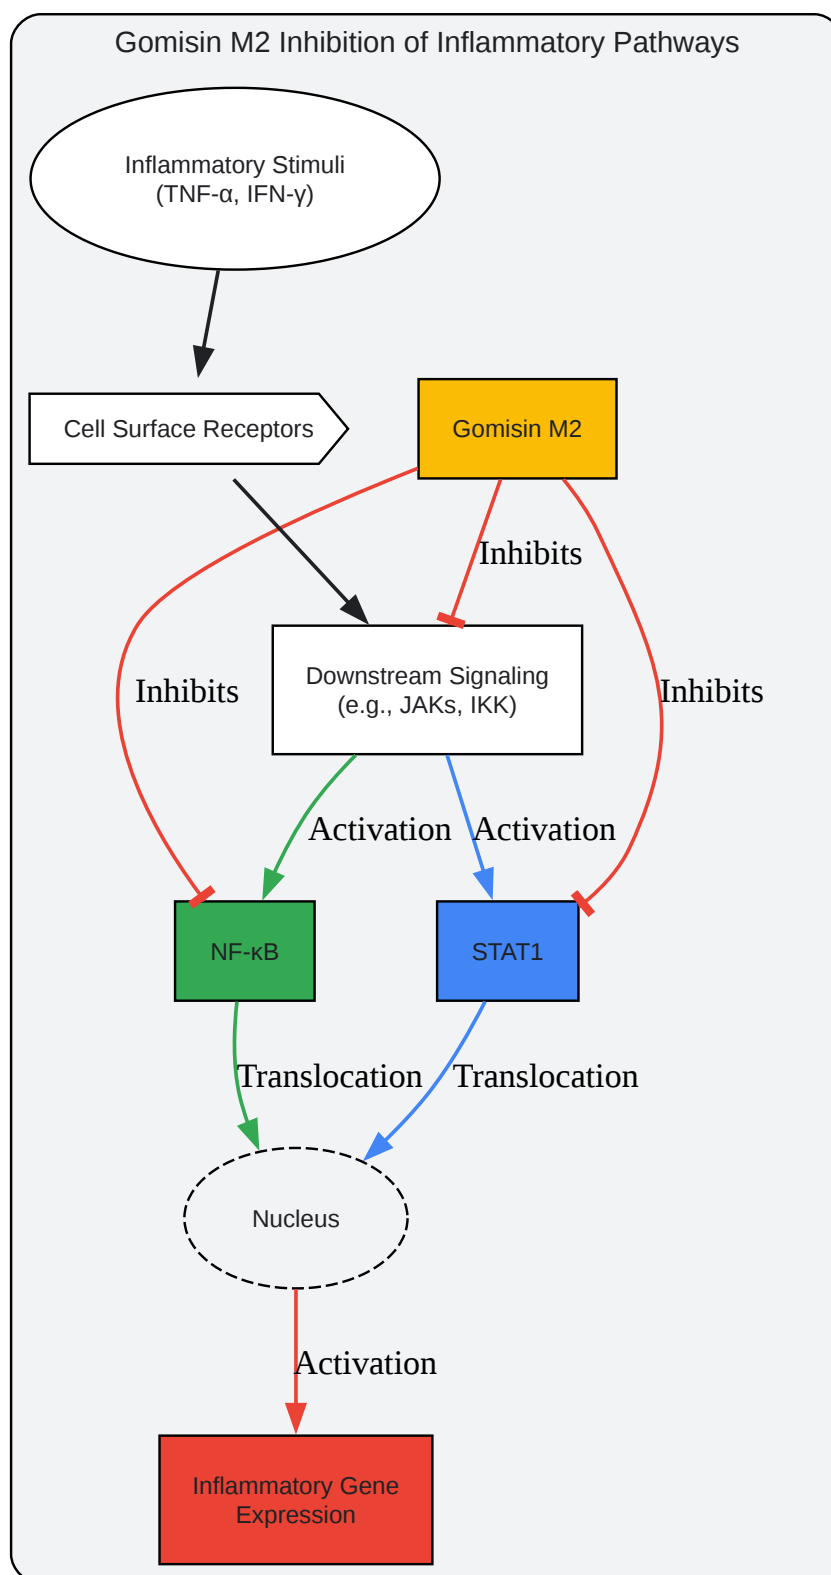 Gomisin M2 Inhibition of Inflammatory Pathways
Inflammatory Stimuli
(TNF-α, IFN-γ)
Cell Surface Receptors
Gomisin M2
Inhibits
Downstream Signaling
(e.g., JAKs, IKK)
Inhibits
Inhibits
Activation
Activation
NF-κB
STAT1
Translocation
Translocation
Nucleus
Activation
Inflammatory Gene
Expression